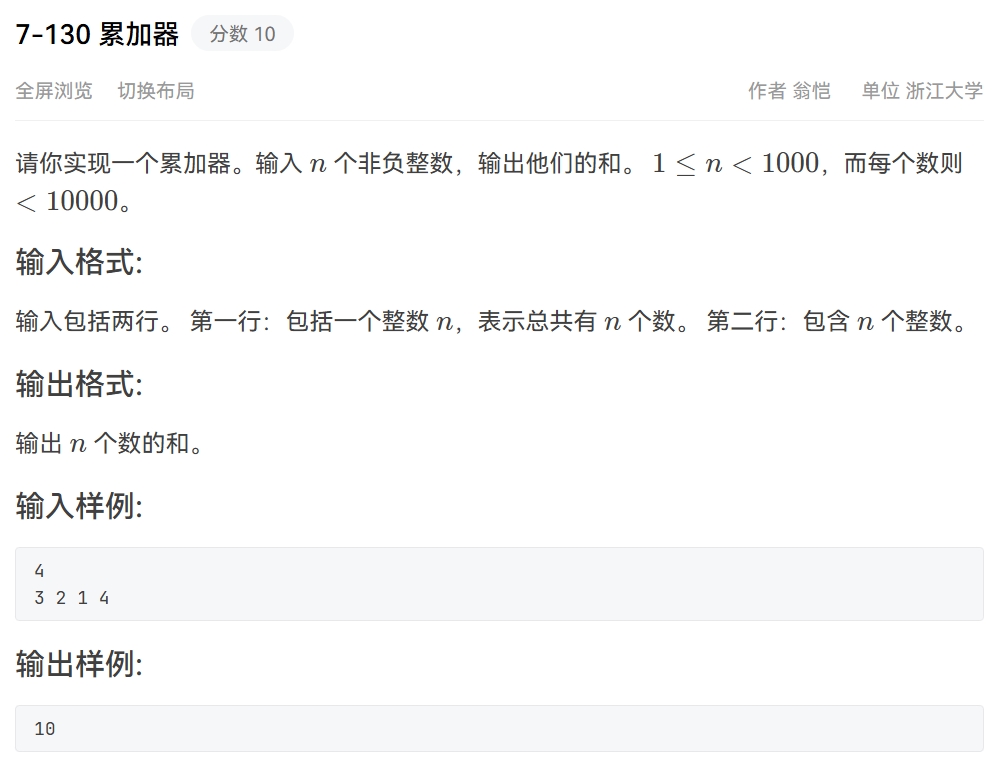 7-130 累加器 分数 10
全屏浏览 切换布局 作者 翁恺 单位 浙江大学
请你实现一个累加器。输入 n 个非负整数，输出他们的和。 1 ≤ n < 1000，而每个数则
< 10000。
输入格式:
输入包括两行。 第一行：包括一个整数 n，表示总共有 n 个数。 第二行：包含 n 个整数。
输出格式:
输出 n 个数的和。
输入样例:
4
3 2 1 4
输出样例:
10